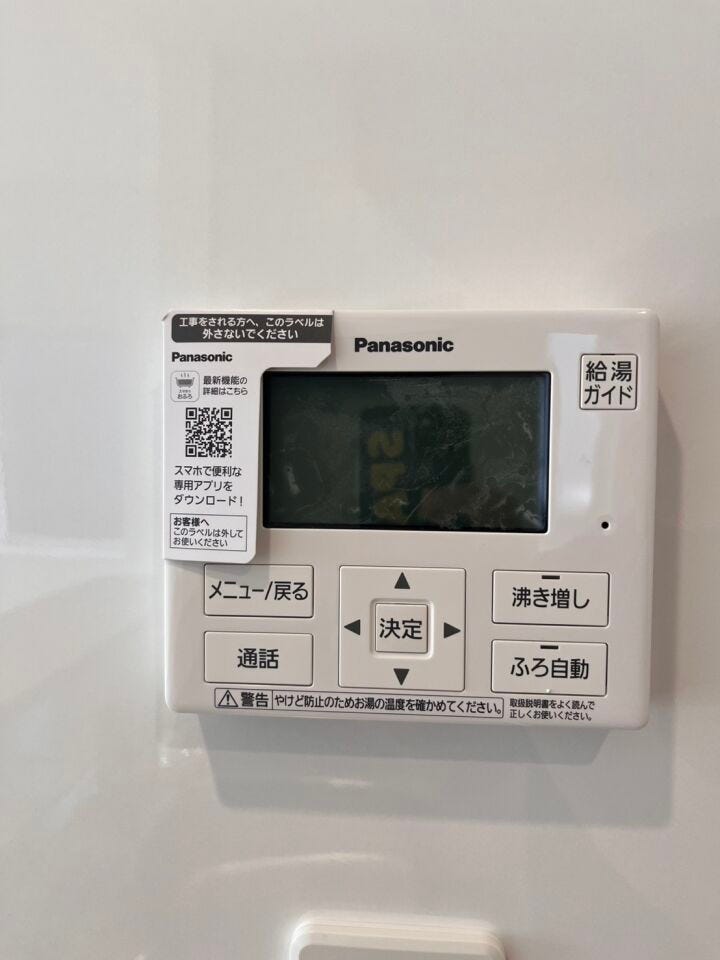 工事をされる方へ、このラベルは
外さないでください
Panasonic
最新機能の
詳細はこちら
おふろ
スマホで便利な
専用アプリを
ダウンロード!
お客様へ
このラベルは外して
お使いください
Panasonic
給湯
ガイド
メニュー/戻る
決定
沸き増し
通話
ふろ自動
警告 やけど防止のためお湯の温度を確かめてください。
取扱説明書をよく読んで
正しくお使いください。